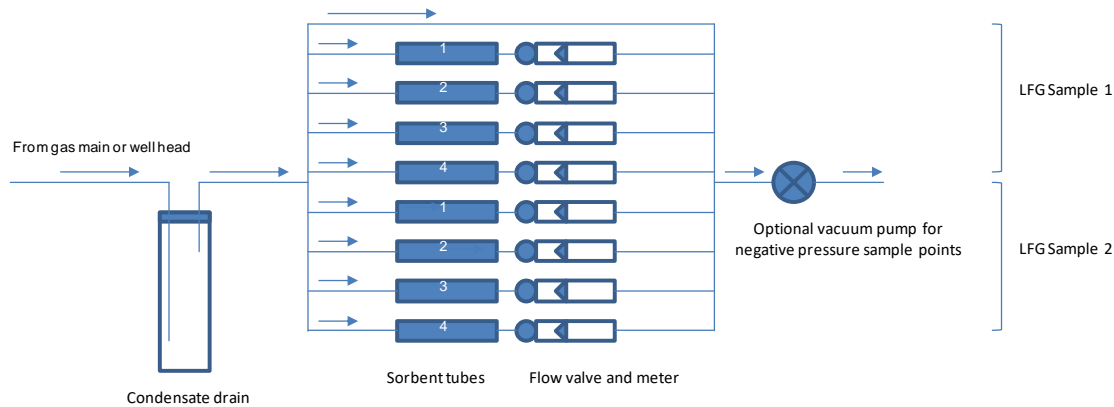 1
2
3
4
1
2
3
4
From gas main or well head
LFG Sample 1
LFG Sample 2
Optional vacuum pump for
negative pressure sample points
Condensate drain
Sorbent tubes
Flow valve and meter